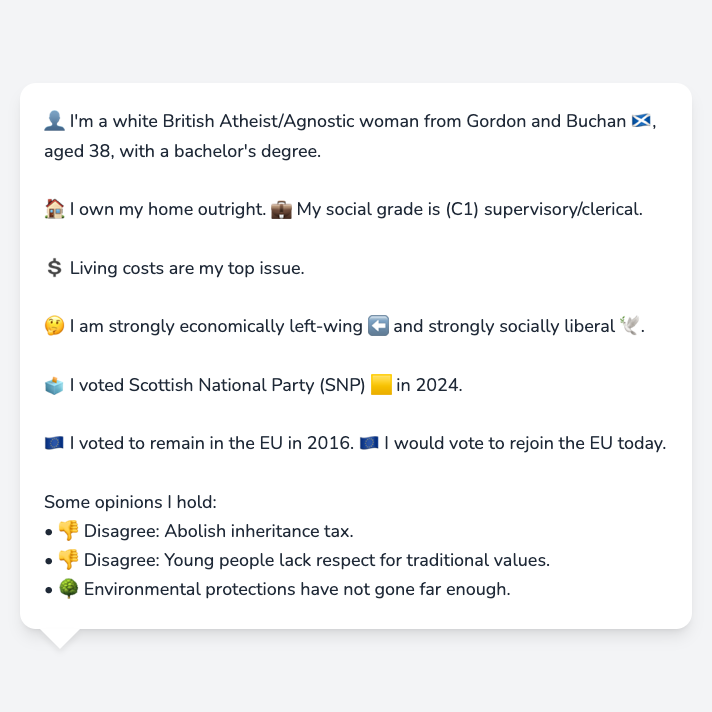 👤 I'm a white British Atheist/Agnostic woman from Gordon and Buchan 🏴󠁧󠁢󠁳󠁣󠁴󠁿,
aged 38, with a bachelor's degree.
🏠 I own my home outright. 💼 My social grade is (C1) supervisory/clerical.
💲 Living costs are my top issue.
🤔 I am strongly economically left-wing ⬅️ and strongly socially liberal 🕊️.
🗳️ I voted Scottish National Party (SNP) 🟨 in 2024.
🇪🇺 I voted to remain in the EU in 2016. 🇪🇺 I would vote to rejoin the EU today.
Some opinions I hold:
• 👎 Disagree: Abolish inheritance tax.
• 👎 Disagree: Young people lack respect for traditional values.
• 🌳 Environmental protections have not gone far enough.